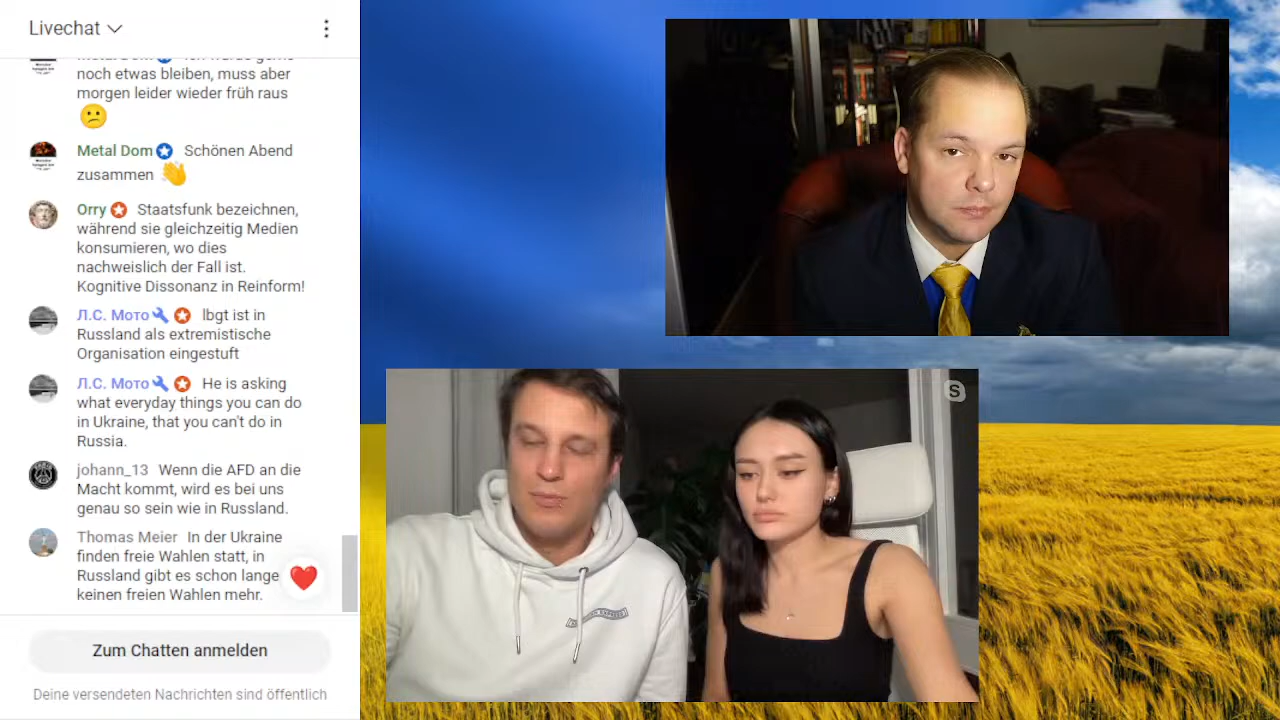 Livechat
noch etwas bleiben, muss aber
morgen leider wieder früh raus
Metal Dom Schönen Abend
zusammen
Orry Staatsfunk bezeichnen,
während sie gleichzeitig Medien
konsumieren, wo dies
nachweislich der Fall ist.
Kognitive Dissonanz in Reinform!
Л.С. Мото lbgt ist in
Russland als extremistische
Organisation eingestuft
Л.С. Мото He is asking
what everyday things you can do
in Ukraine, that you can't do in
Russia.
johann_13 Wenn die AFD an die
Macht kommt, wird es bei uns
genau so sein wie in Russland.
Thomas Meier In der Ukraine
finden freie Wahlen statt, in
Russland gibt es schon lange
keinen freien Wahlen mehr.
Zum Chatten anmelden
Deine versendeten Nachrichten sind öffentlich